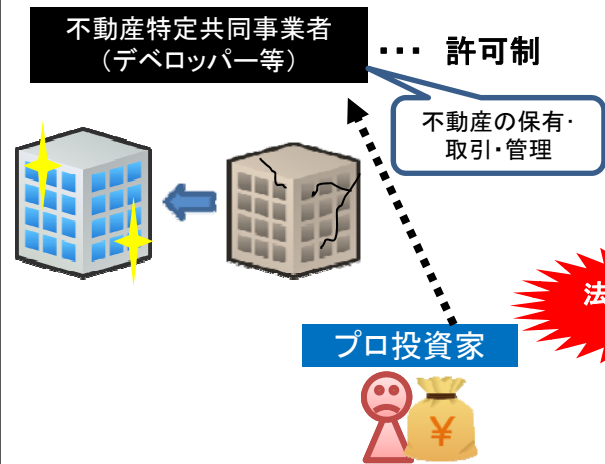 不動産特定共同事業者
(デベロッパー等)
・・・ 許可制
不動産の保有・
取引・管理
法
プロ投資家
¥